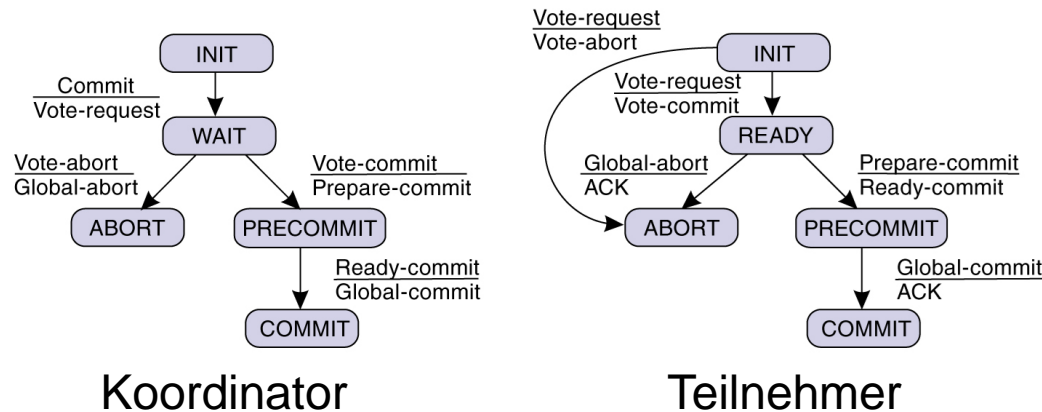 INIT
Commit
Vote-request
WAIT
Vote-abort
Global-abort
Vote-commit
Prepare-commit
ABORT
PRECOMMIT
Ready-commit
Global-commit
COMMIT
Koordinator
Vote-request
Vote-abort
INIT
Vote-request
Vote-commit
READY
Global-abort
ACK
Prepare-commit
Ready-commit
ABORT
PRECOMMIT
Global-commit
ACK
COMMIT
Teilnehmer